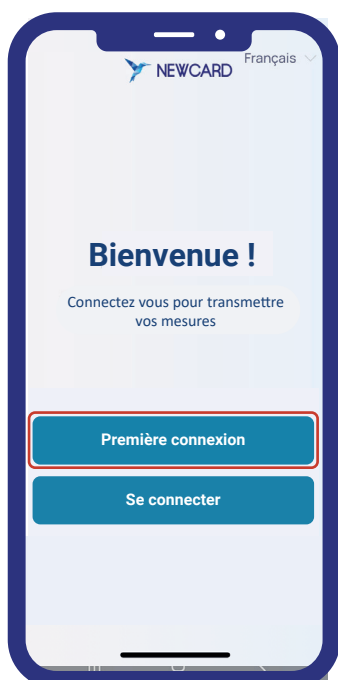 Français
NEWCARD
Bienvenue !
Connectez vous pour transmettre
vos mesures
Première connexion
Se connecter